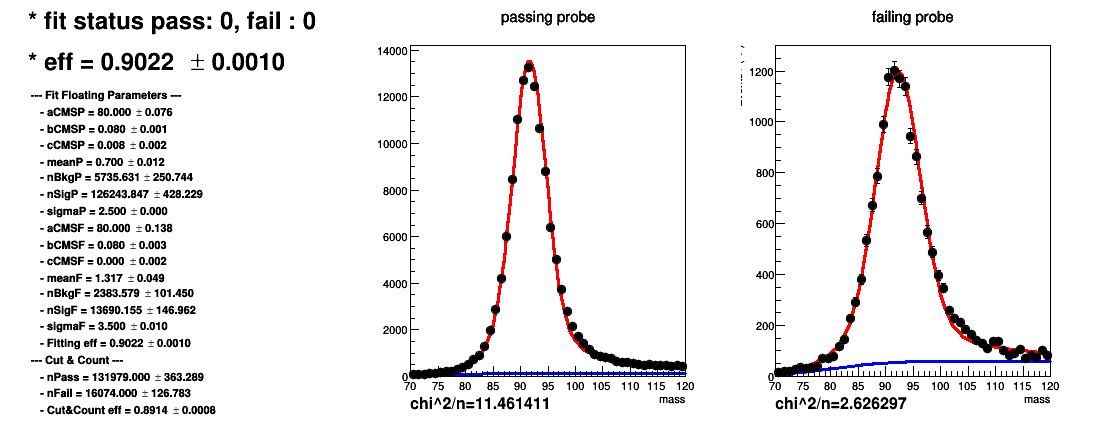 * fit status pass: 0, fail : 0
* eff = 0.9022 ± 0.0010
--- Fit Floating Parameters ---
- aCMSP = 80.000 ± 0.076
- bCMSP = 0.080 ± 0.001
- cCMSP = 0.008 ± 0.002
- meanP = 0.700 ± 0.012
- nBkgP = 5735.631 ± 250.744
- nSigP = 126243.847 ± 428.229
- sigmaP = 2.500 ± 0.000
- aCMSF = 80.000 ± 0.138
- bCMSF = 0.080 ± 0.003
- cCMSF = 0.000 ± 0.002
- meanF = 1.317 ± 0.049
- nBkgF = 2383.579 ± 101.450
- nSigF = 13690.155 ± 146.962
- sigmaF = 3.500 ± 0.010
- Fitting eff = 0.9022 ± 0.0010
--- Cut & Count ---
- nPass = 131979.000 ± 363.289
- nFail = 16074.000 ± 126.783
- Cut&Count eff = 0.8914 ± 0.0008
passing probe
14000
12000
10000
8000
6000
4000
2000
0
70 75 80 85 90 95 100 105 110 115 120
mass
chi^2/n=11.461411
failing probe
1200
1000
800
600
400
200
0
70 75 80 85 90 95 100 105 110 115 120
mass
chi^2/n=2.626297